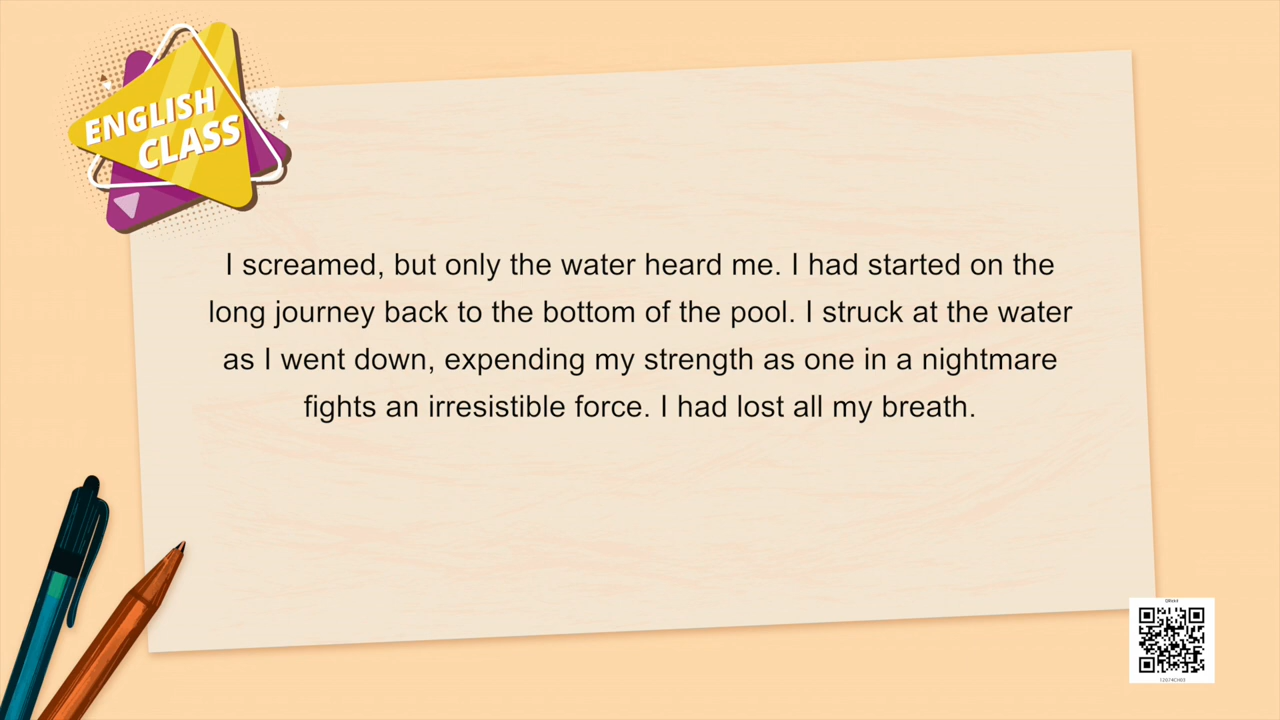 ENGLISH
CLASS
I screamed, but only the water heard me. I had started on the
long journey back to the bottom of the pool. I struck at the water
as I went down, expending my strength as one in a nightmare
fights an irresistible force. I had lost all my breath.